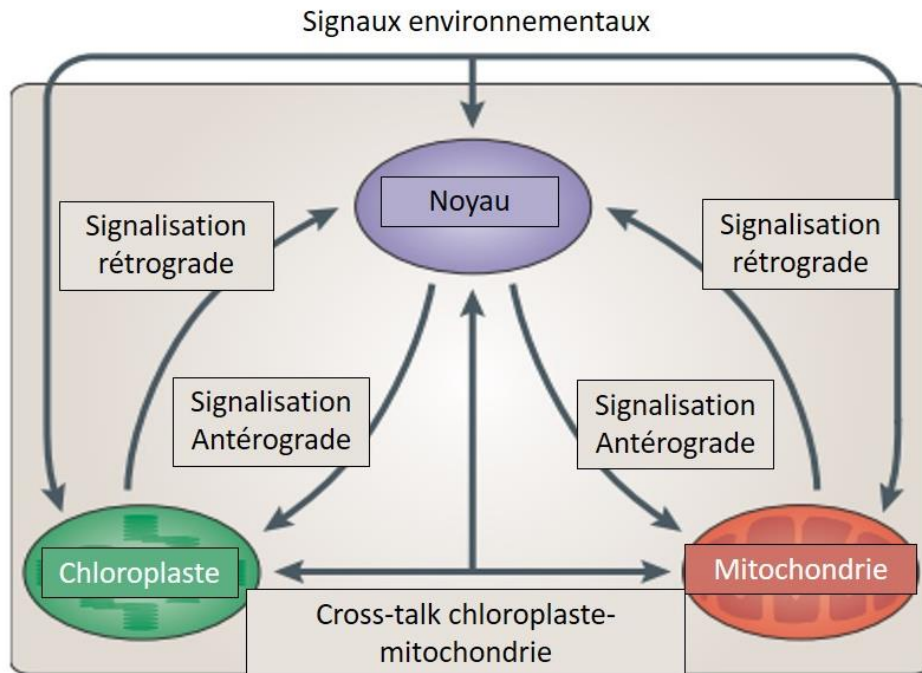 Signaux environnementaux
Noyau
Signalisation
rétrograde
Signalisation
rétrograde
Signalisation
Antérograde
Signalisation
Antérograde
Chloroplaste
Mitochondrie
Cross-talk chloroplaste-
mitochondrie